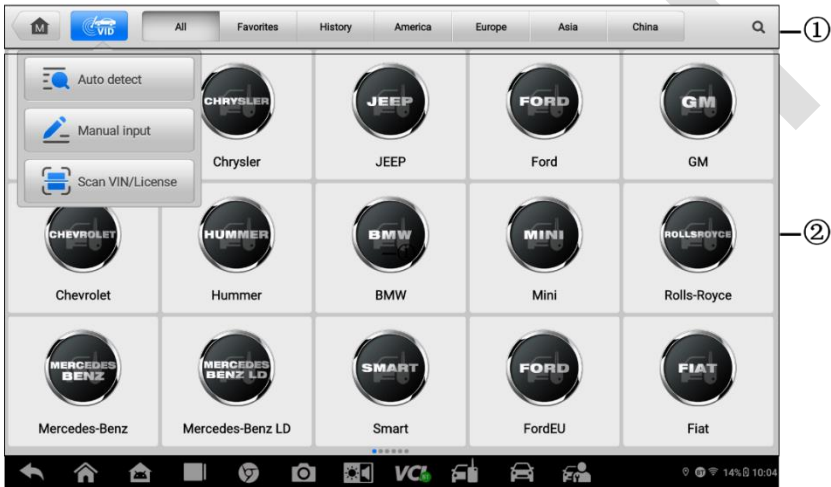 M VID All Favorites History America Europe Asia China ①
Auto detect
Manual input
Scan VIN/License
CHRYSLER JEEP FORD GM
Chrysler JEEP Ford GM
CHEVROLET HUMMER BMW MINI ROLLSROYCE ②
Chevrolet Hummer BMW Mini Rolls-Royce
MERCEDES BENZ MERCEDES BENZ LD SMART FORD FIAT
Mercedes-Benz Mercedes-Benz LD Smart FordEU Fiat
VCI 14% 10:04